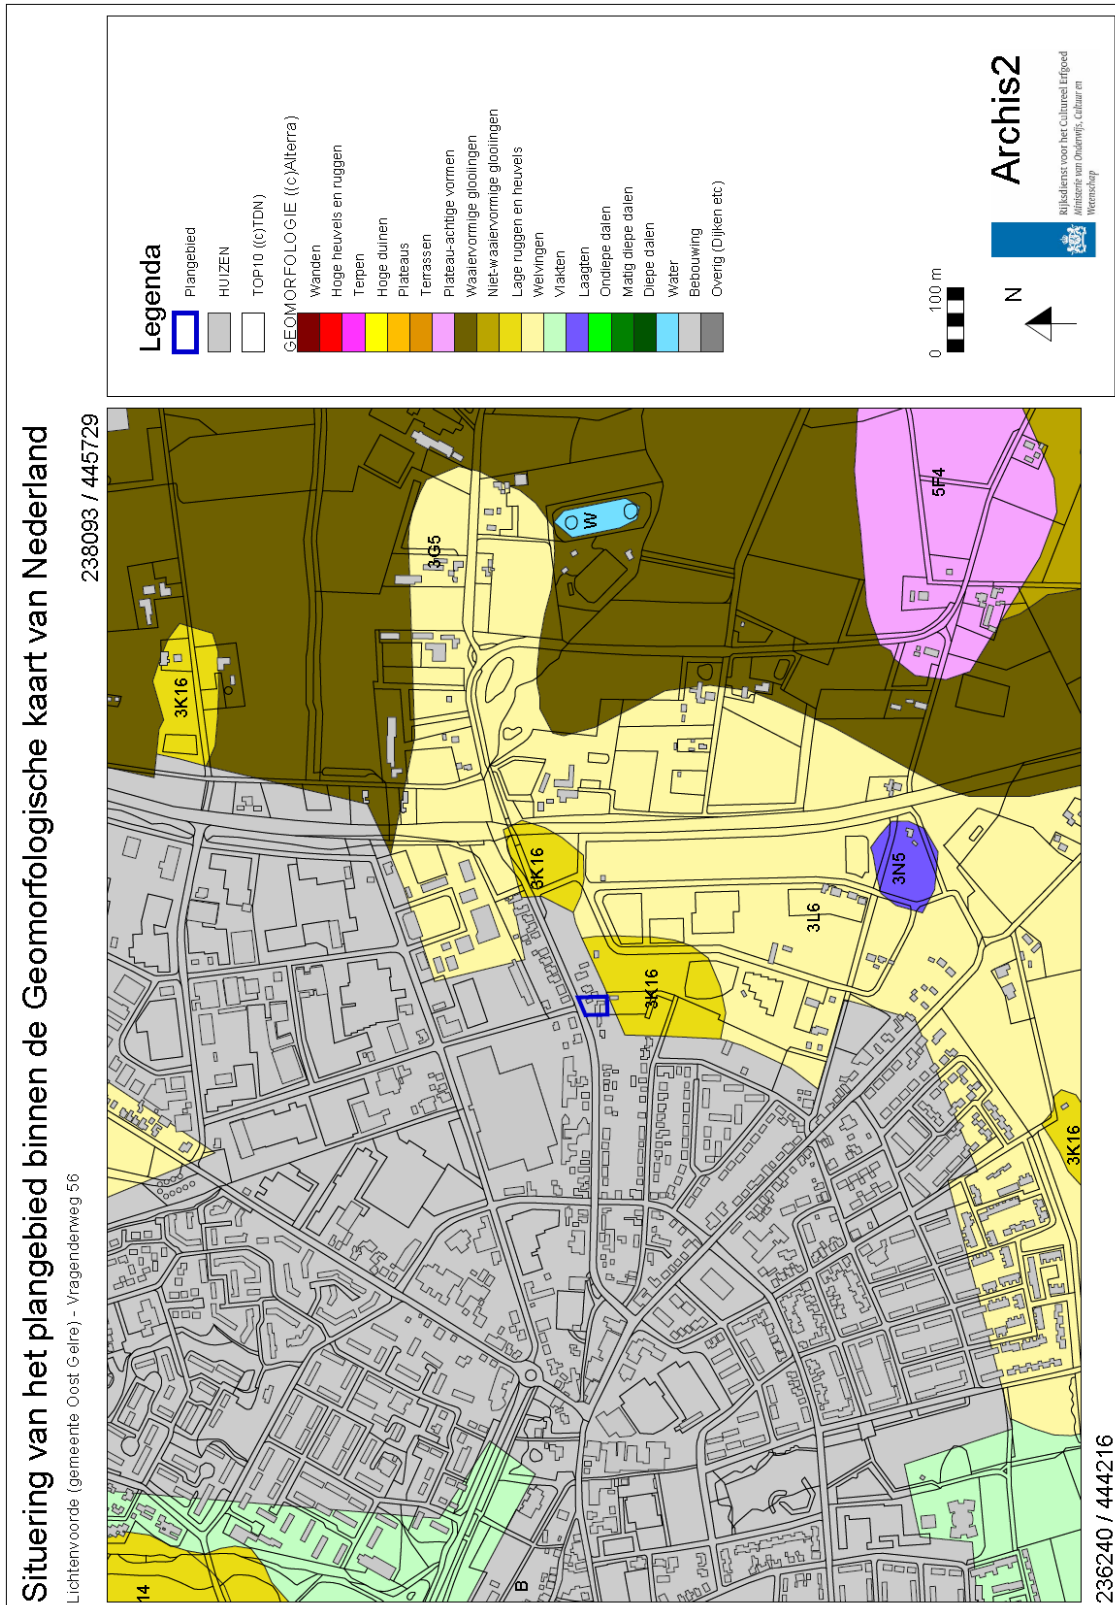 Situering van het plangebied binnen de Geomorfologische kaart van Nederland
Lichtenvoorde (gemeente Oost Gelre) - Vragenderweg 56
238093 / 445729
3K16
3G5
W
5F4
3K16
3K16
3L6
3N5
3K16
14
B
236240 / 444216
Legenda
Plangebied
HUIZEN
TOP10 ((c)TDN)
GEOMORFOLOGIE ((c)Alterra)
Wanden
Hoge heuvels en ruggen
Terpen
Hoge duinen
Plateaus
Terrassen
Plateau-achtige vormen
Waaiervormige glooiingen
Niet-waaiervormige glooiingen
Lage ruggen en heuvels
Welvingen
Vlakten
Laagten
Ondiepe dalen
Matig diepe dalen
Diepe dalen
Water
Bebouwing
Overig (Dijken etc)
0 100 m
N
Archis2
Rijksdienst voor het Cultureel Erfgoed
Ministerie van Onderwijs, Cultuur en
Wetenschap